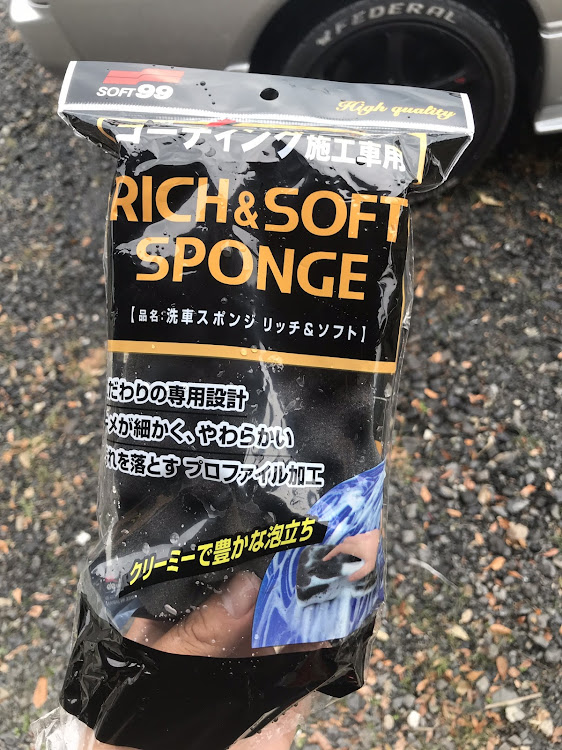 FEDERAL
SOFT99
High quality
コーティング施工車用
RICH&SOFT
SPONGE
【品名:洗車スポンジ リッチ&ソフト】
だわりの専用設計
メが細かく、やわらかい
れを落とす プロファイル加工
クリーミーで豊かな泡立ち